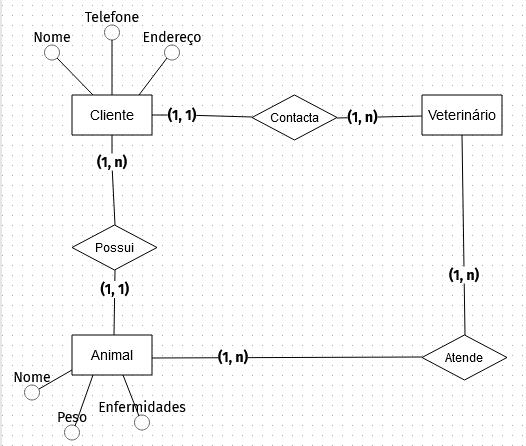 Telefone
Nome
Endereço
Cliente
(1, 1)
Contacta
(1, n)
Veterinário
(1, n)
Possui
(1, n)
(1, 1)
Animal
(1, n)
Atende
Nome
Peso
Enfermidades